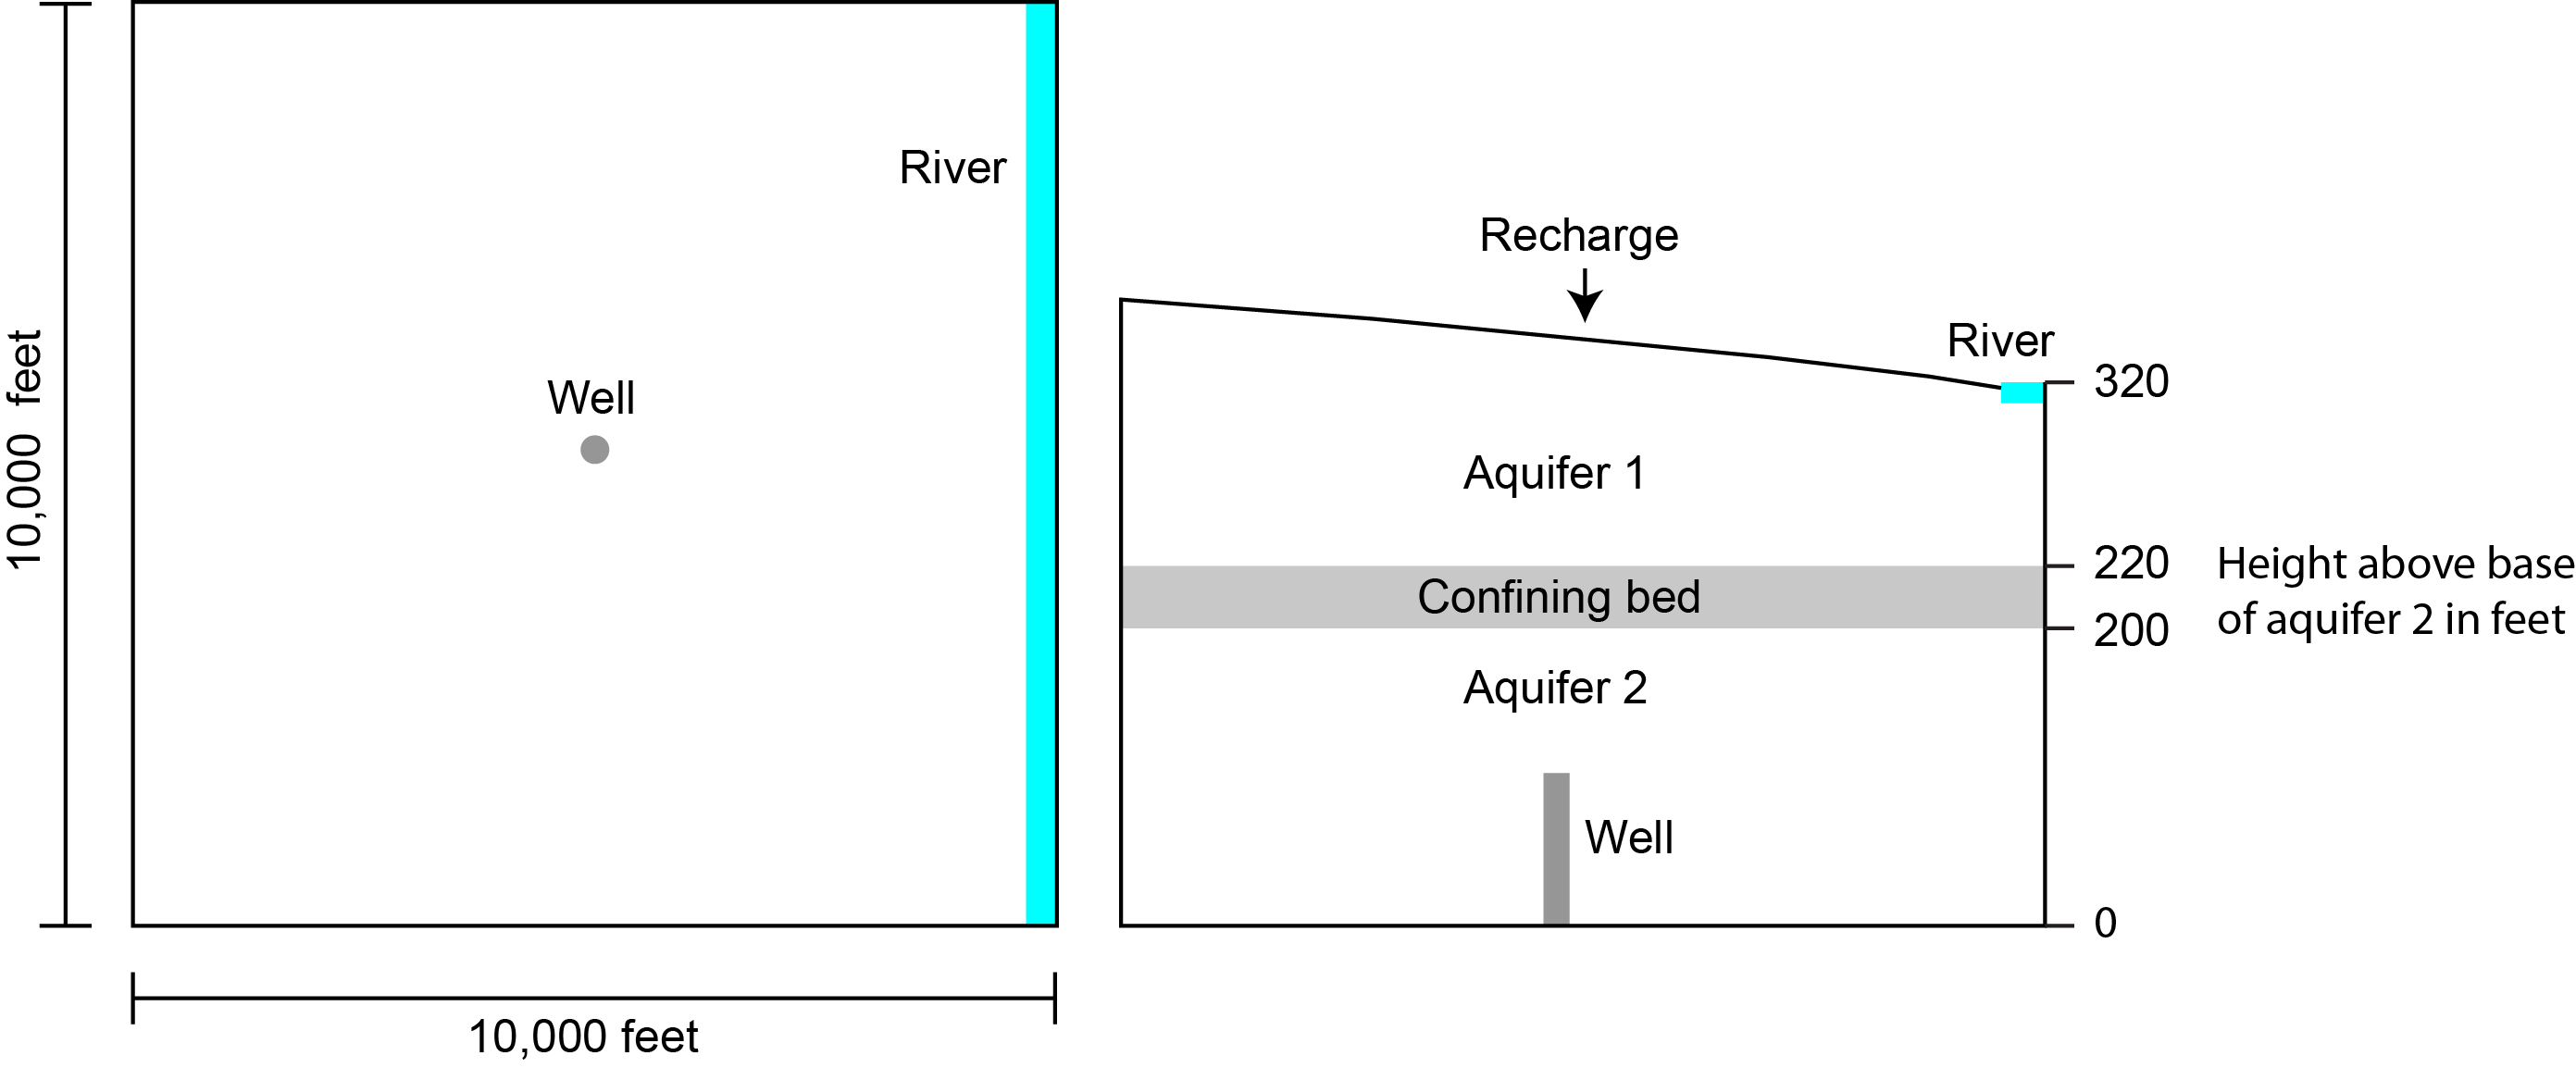 River
Well
10,000 feet
10,000 feet
Recharge
River
320
Aquifer 1
220
Height above base
Confining bed
200
of aquifer 2 in feet
Aquifer 2
Well
0